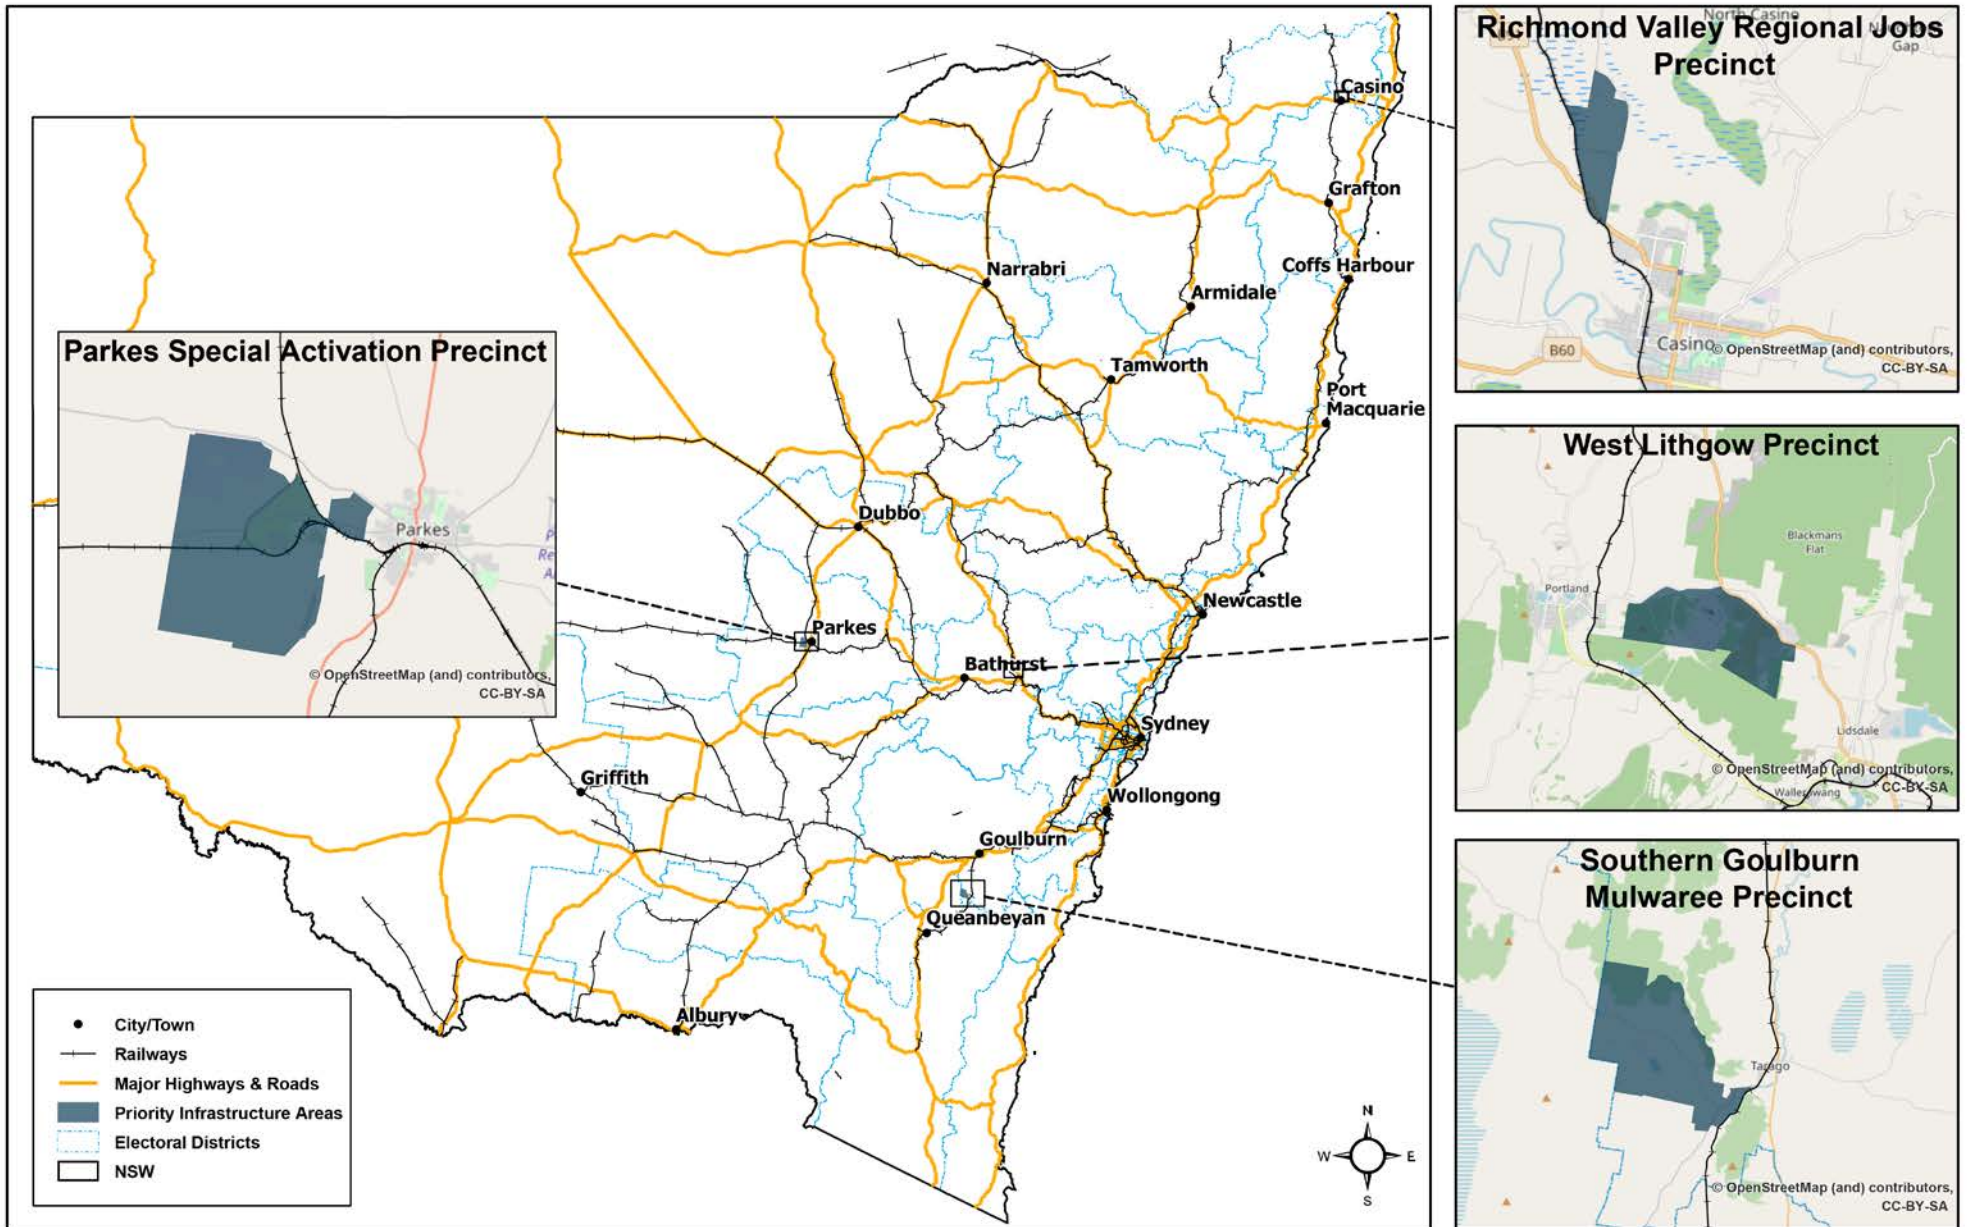 Casino
Grafton
Coffs Harbour
Narrabri
Armidale
Tamworth
Port
Macquarie
Dubbo
Newcastle
Parkes
Bathurst
Sydney
Griffith
Wollongong
Goulburn
Queanbeyan
Albury
Parkes Special Activation Precinct
Parkes
© OpenStreetMap (and) contributors,
CC-BY-SA
City/Town
Railways
Major Highways & Roads
Priority Infrastructure Areas
Electoral Districts
NSW
N
W
E
S
Richmond Valley Regional Jobs
Precinct
North Casino
Gap
B60
Casino
© OpenStreetMap (and) contributors,
CC-BY-SA
West Lithgow Precinct
Blackmans
Flat
Portland
Lidsdale
© OpenStreetMap (and) contributors,
CC-BY-SA
Southern Goulburn
Mulwaree Precinct
Tarago
© OpenStreetMap (and) contributors,
CC-BY-SA